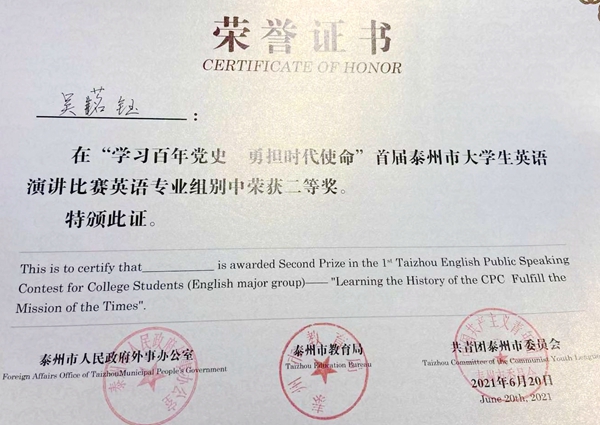 荣誉证书
CERTIFICATE OF HONOR
吴 钰 :
在“学习百年党史 勇担时代使命”首届泰州市大学生英语
演讲比赛英语专业组别中荣获二等奖。
特颁此证。
This is to certify that__________ is awarded Second Prize in the 1st Taizhou English Public Speaking
Contest for College Students (English major group)—— "Learning the History of the CPC Fulfill the
Mission of the Times".
泰州市人民政府外事办公室 泰州市教育局 共青团泰州市委员会
Foreign Affairs Office of TaizhouMunicipal People's Government Taizhou Education Bureau Taizhou Committee of the Communist Youth League
2021年6月20日
June 20th, 2021